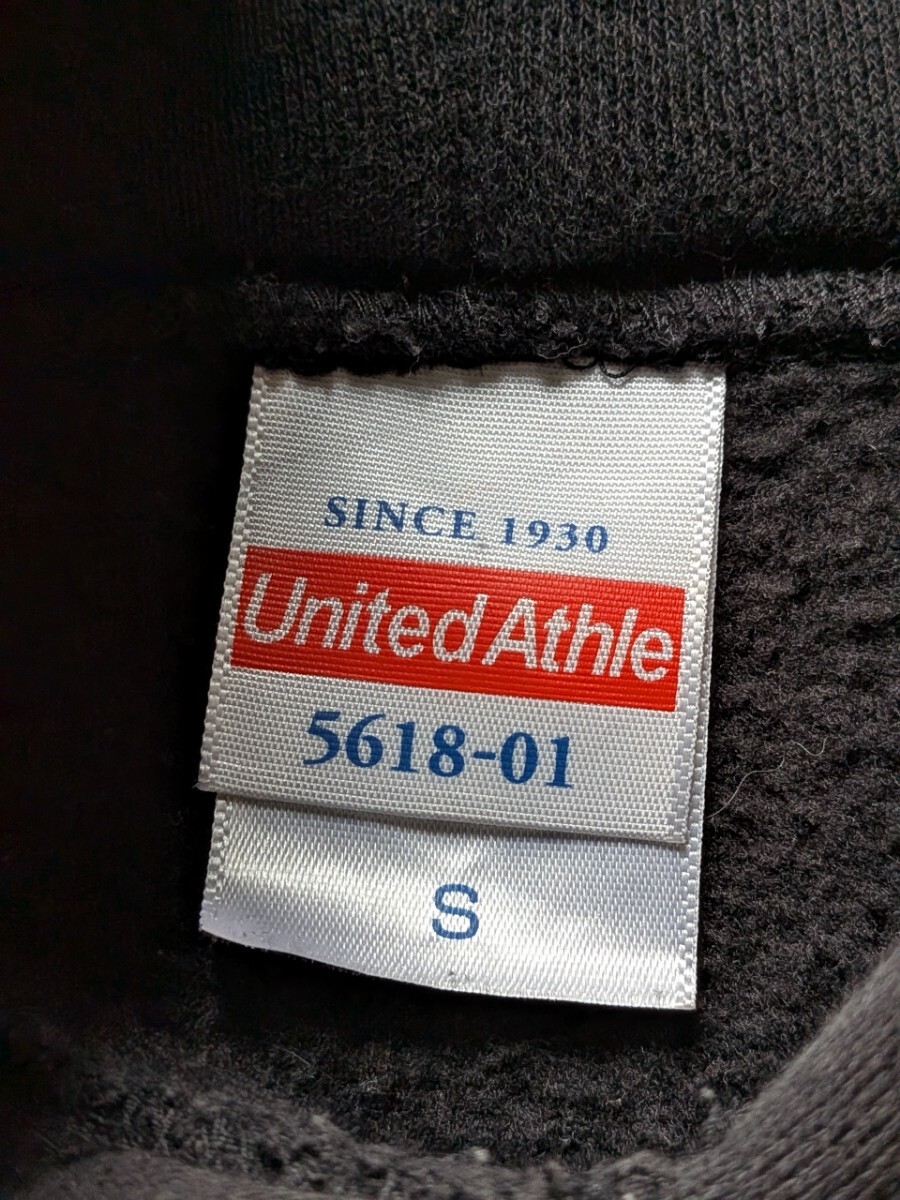 SINCE 1930
United Athle
5618-01
S